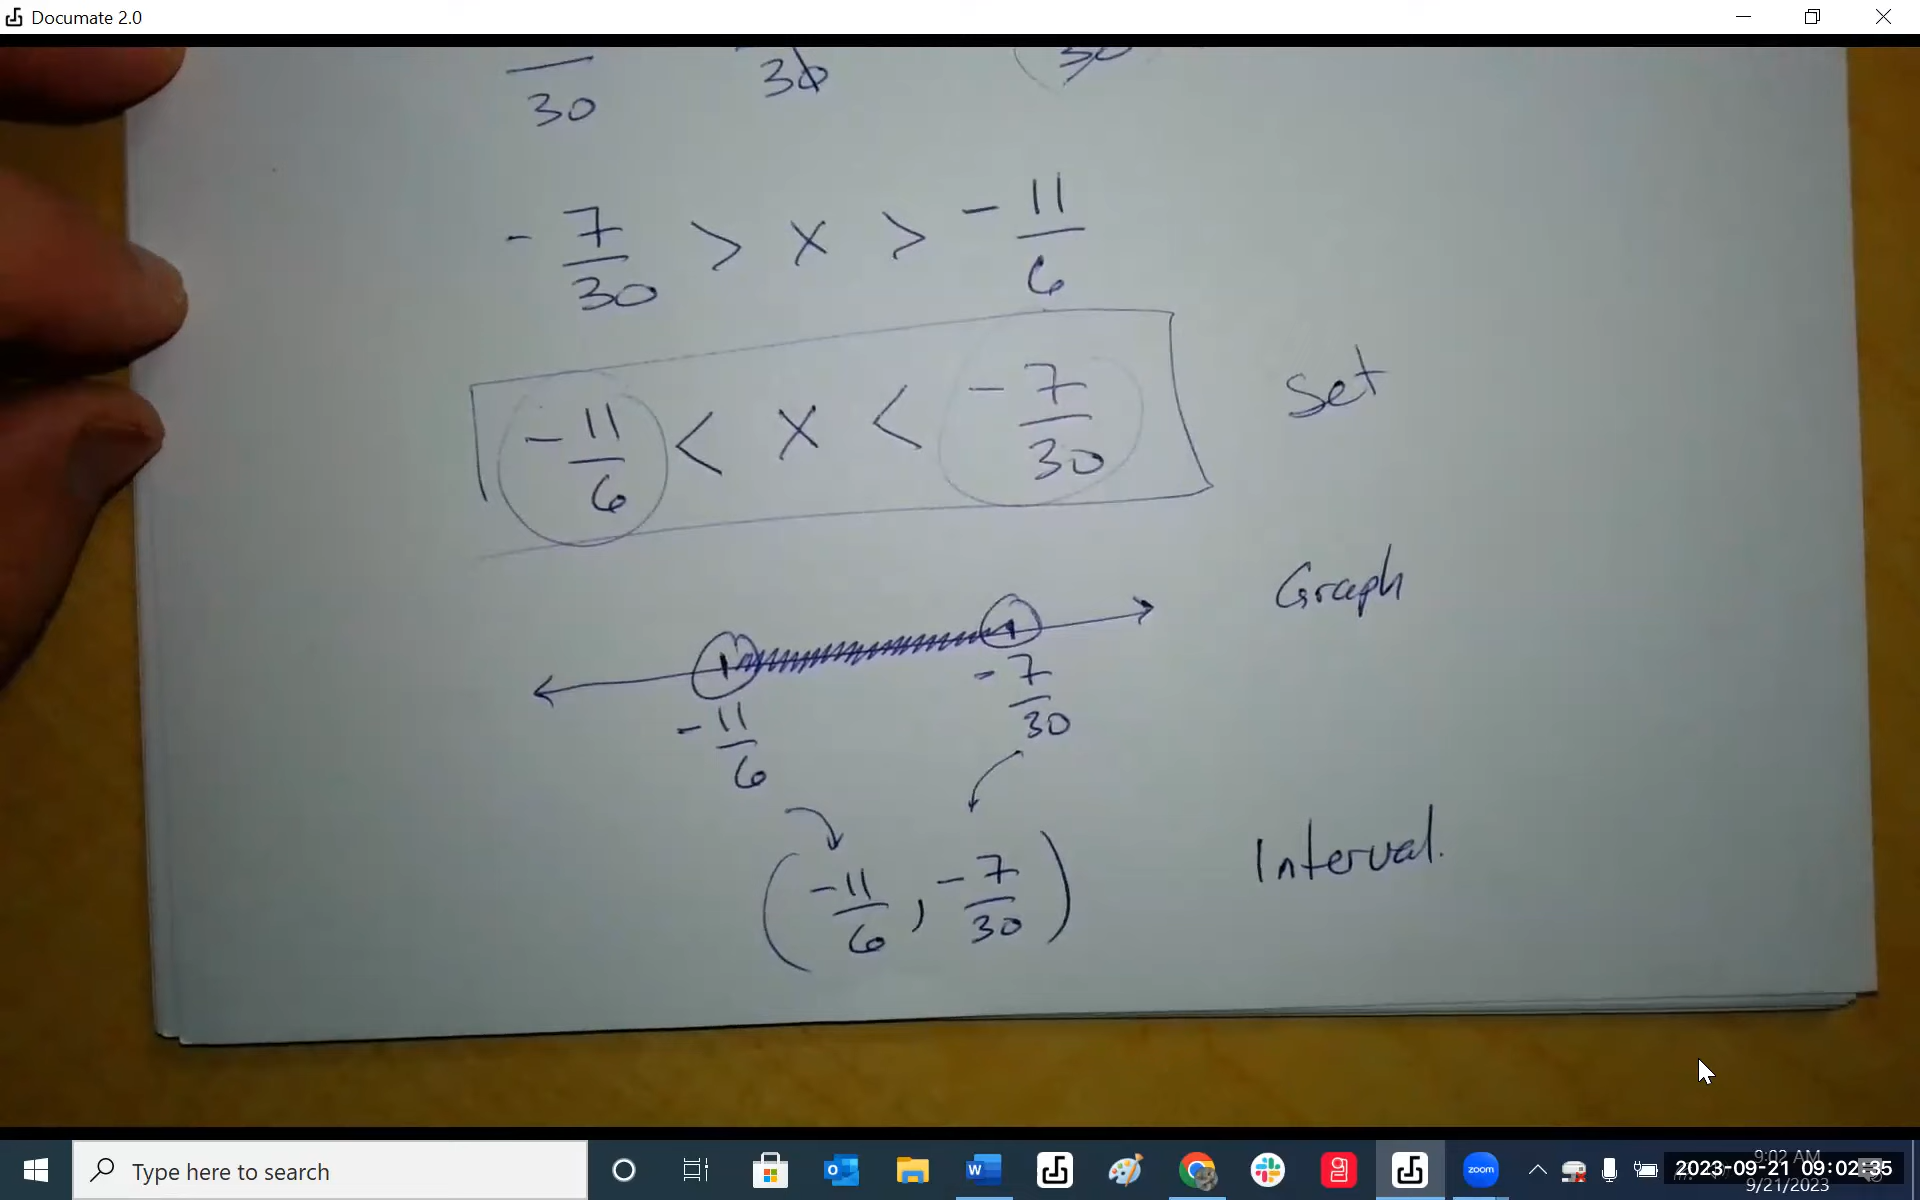 Documate 2.0
30 30 30
- 7/30 > x > - 11/6
- 11/6 < x < - 7/30 Set
Graph
- 11/6 - 7/30
( -11/6 , - 7/30 ) Interval.
Type here to search
zoom
9:02 AM
2023-09-21 09:02:35
9/21/2023